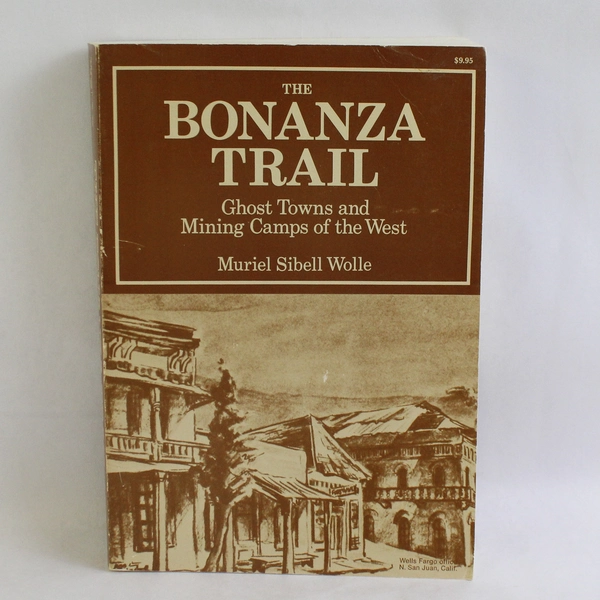 $9.95
THE
BONANZA
TRAIL
Ghost Towns and
Mining Camps of the West
Muriel Sibell Wolle
Wells Fargo office
N. San Juan, Calif.